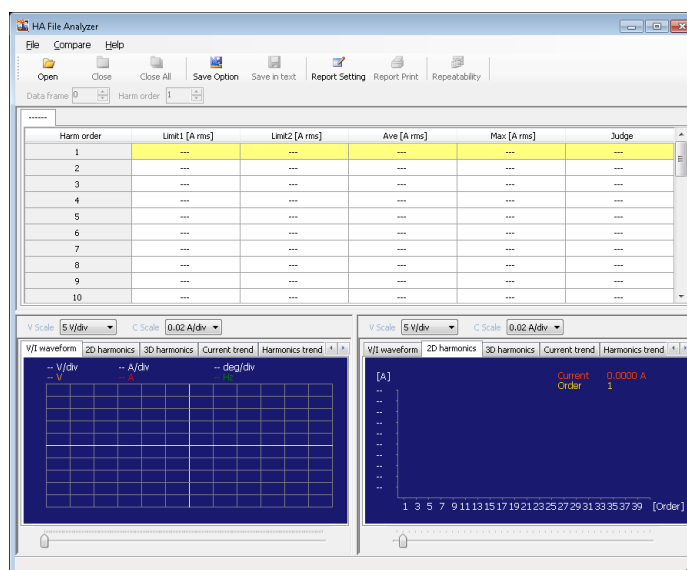 HA File Analyzer
File Compare Help
Open Close Close All Save Option Save in text Report Setting Report Print Repeatability
Data frame 0 Harm order 1
------
Harm order Limit1 [A rms] Limit2 [A rms] Ave [A rms] Max [A rms] Judge
1 --- --- --- --- ---
2 --- --- --- --- ---
3 --- --- --- --- ---
4 --- --- --- --- ---
5 --- --- --- --- ---
6 --- --- --- --- ---
7 --- --- --- --- ---
8 --- --- --- --- ---
9 --- --- --- --- ---
10 --- --- --- --- ---
V Scale 5 V/div C Scale 0.02 A/div
V/I waveform 2D harmonics 3D harmonics Current trend Harmonics trend
-- V/div -- A/div -- deg/div
-- V -- A -- Hz
V Scale 5 V/div C Scale 0.02 A/div
V/I waveform 2D harmonics 3D harmonics Current trend Harmonics trend
[A] Current 0.0000 A
Order 1
--
--
--
--
--
--
--
--
--
1 3 5 7 9 11 13 15 17 19 21 23 25 27 29 31 33 35 37 39 [Order]